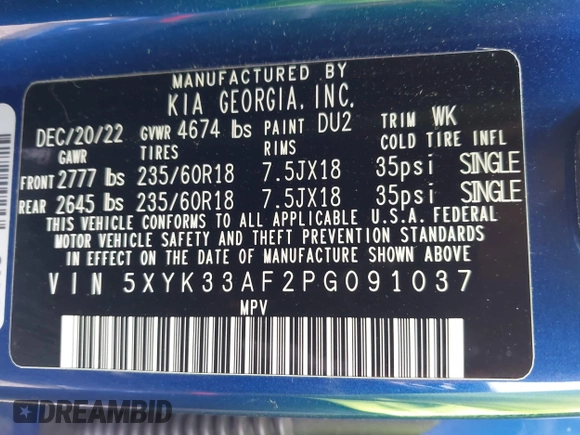 MANUFACTURED BY
KIA GEORGIA, INC.
DEC/20/22 GVWR 4674 lbs PAINT DU2 TRIM WK
GAWR TIRES RIMS COLD TIRE INFL
FRONT 2777 lbs 235/60R18 7.5JX18 35psi SINGLE
REAR 2645 lbs 235/60R18 7.5JX18 35psi SINGLE
THIS VEHICLE CONFORMS TO ALL APPLICABLE U.S.A. FEDERAL
MOTOR VEHICLE SAFETY AND THEFT PREVENTION STANDARDS
IN EFFECT ON THE DATE OF MANUFACTURE SHOWN ABOVE
VIN 5XYK33AF2PG091037
MPV
DREAMBID